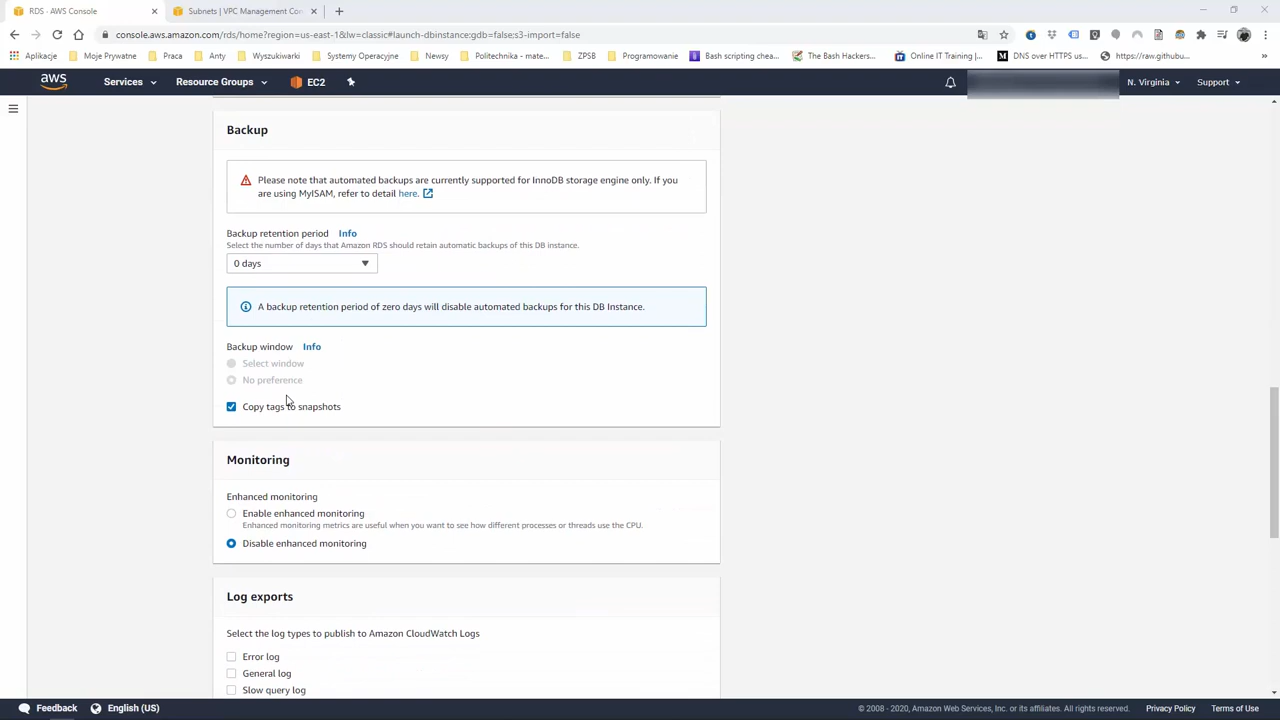 RDS - AWS Console
Subnets | VPC Management Con
console.aws.amazon.com/rds/home?region=us-east-1&lw=classic#launch-dbinstance:gdb=false;s3-import=false
Aplikacje
Moje Prywatne
Praca
Anty
Wyszukiwarki
Systemy Operacyjne
Politechnika - mate...
ZPSB
Programowanie
Bash scripting chea...
The Bash Hackers...
Online IT Training |...
DNS over HTTPS us...
https://raw.githubu...
aws
Services
Resource Groups
EC2
N. Virginia
Support
Backup
Please note that automated backups are currently supported for InnoDB storage engine only. If you
are using MyISAM, refer to detail here.
Backup retention period Info
Select the number of days that Amazon RDS should retain automatic backups of this DB instance.
0 days
A backup retention period of zero days will disable automated backups for this DB Instance.
Backup window Info
Select window
No preference
Copy tags to snapshots
Monitoring
Enhanced monitoring
Enable enhanced monitoring
Enhanced monitoring metrics are useful when you want to see how different processes or threads use the CPU.
Disable enhanced monitoring
Log exports
Select the log types to publish to Amazon CloudWatch Logs
Error log
General log
Slow query log
Feedback
English (US)
© 2008 - 2020, Amazon Web Services, Inc. or its affiliates. All rights reserved.
Privacy Policy
Terms of Use